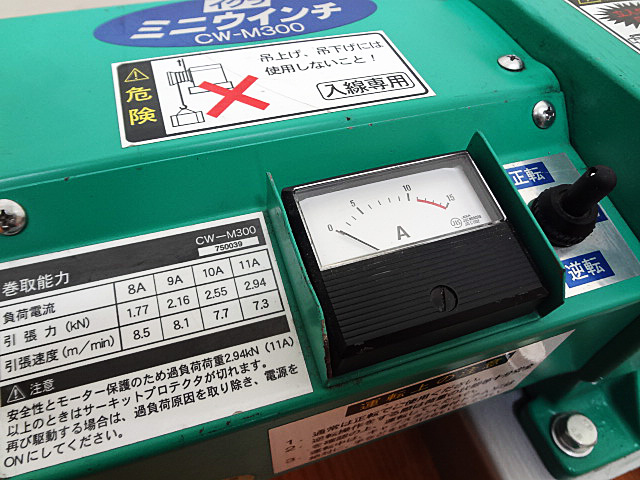 ミニウインチ
CW-M300
危険
吊上げ、吊下げには
使用しないこと!
入線専用
0 5 10 15
A
正転
逆転
CW-M300
750039
巻取能力
負荷電流 8A 9A 10A 11A
引張力(kN) 1.77 2.16 2.55 2.94
引張速度(m/min) 8.5 8.1 7.7 7.3
注意
安全性とモーター保護のため過負荷荷重2.94kN(11A)
以上のときはサーキットプロテクタが切れます。
再び駆動する場合は、過負荷原因を取り除き、電源を
ONにしてください。